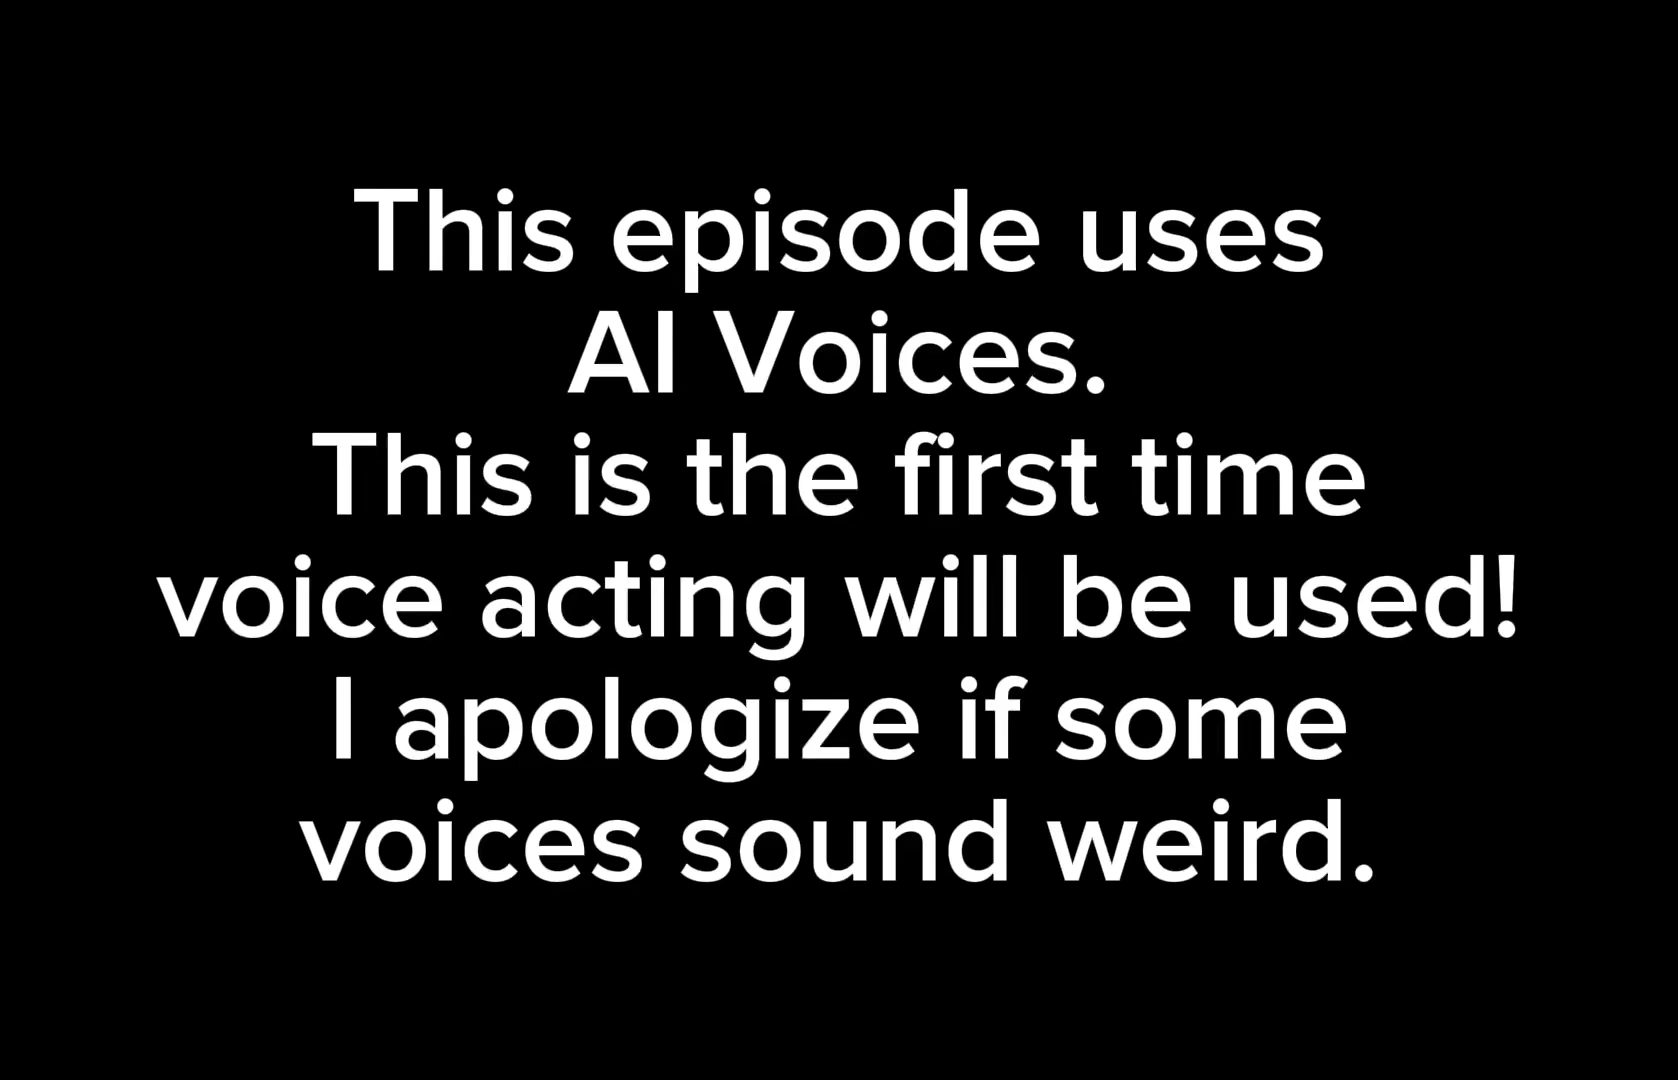 This episode uses
AI Voices.
This is the first time
voice acting will be used!
I apologize if some
voices sound weird.